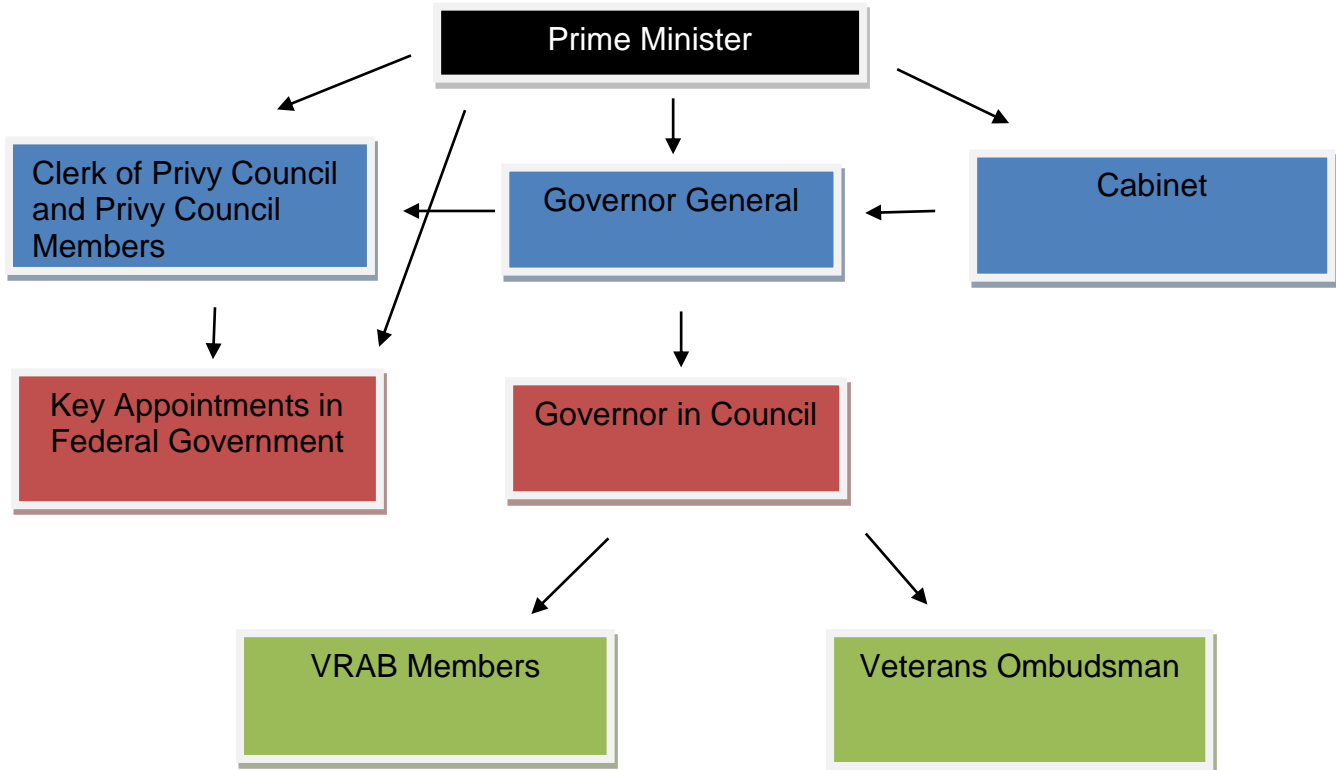 Prime Minister
Clerk of Privy Council
and Privy Council
Members
Governor General
Cabinet
Key Appointments in
Federal Government
Governor in Council
VRAB Members
Veterans Ombudsman